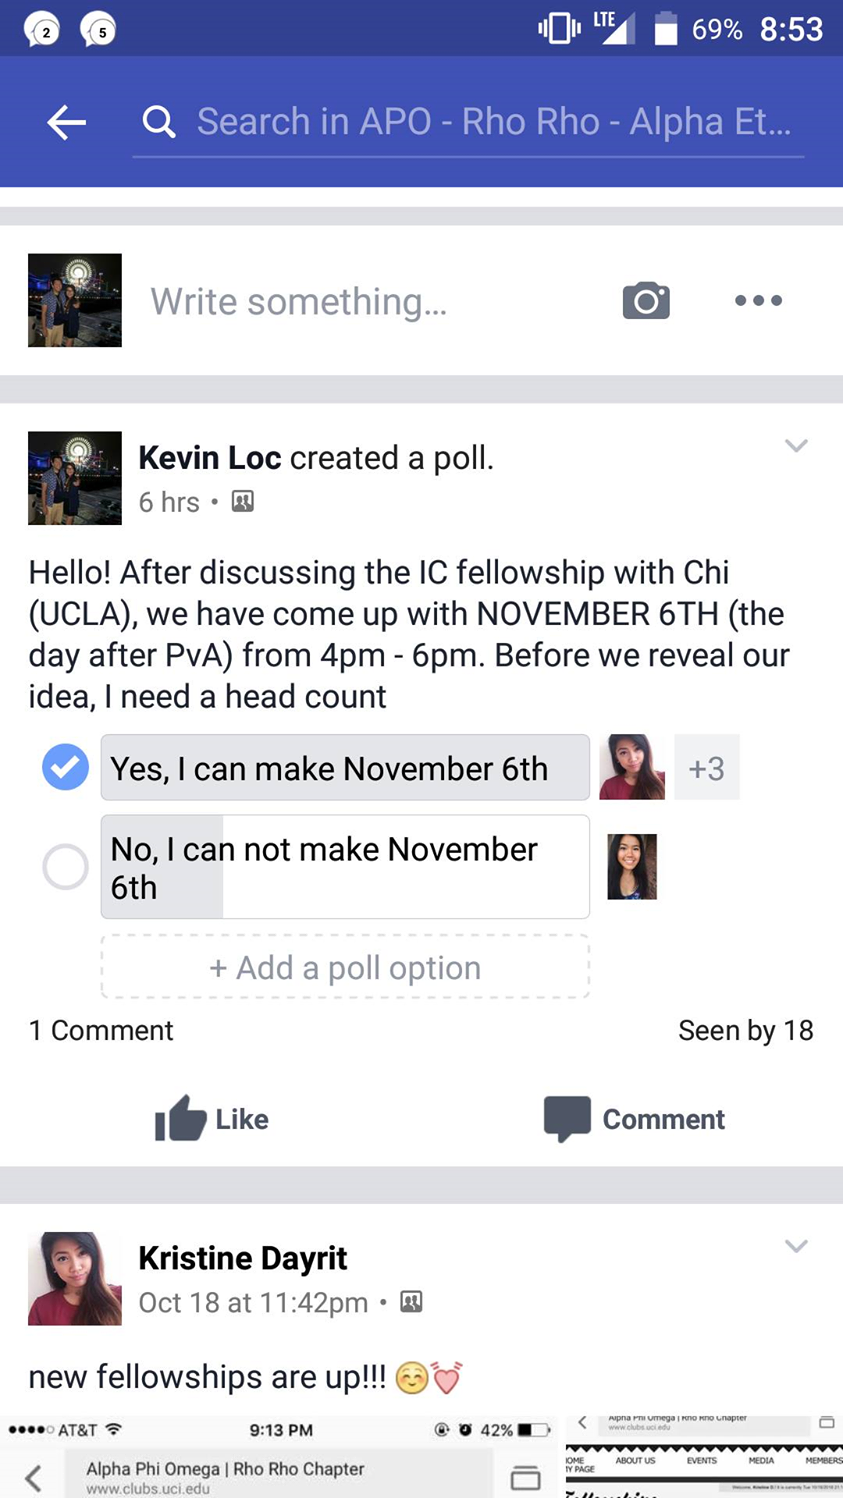 2 5 LTE 69% 8:53
Search in APO - Rho Rho - Alpha Et...
Write something...
Kevin Loc created a poll.
6 hrs •
Hello! After discussing the IC fellowship with Chi
(UCLA), we have come up with NOVEMBER 6TH (the
day after PvA) from 4pm - 6pm. Before we reveal our
idea, I need a head count
Yes, I can make November 6th +3
No, I can not make November
6th
+ Add a poll option
1 Comment Seen by 18
Like Comment
Kristine Dayrit
Oct 18 at 11:42pm •
new fellowships are up!!! 😊💓
AT&T 9:13 PM 42%
Alpha Phi Omega | Rho Rho Chapter
www.clubs.uci.edu
Alpha Phi Omega | Rho Rho Chapter
www.clubs.uci.edu
ABOUT US EVENTS MEDIA MEMBERS
PAGE